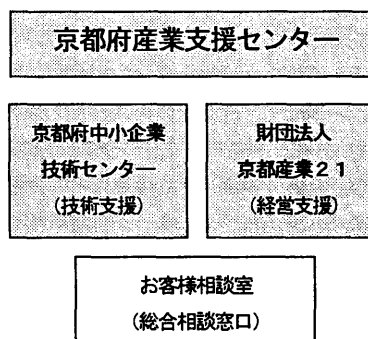 京都府産業支援センター
京都府中小企業
技術センター
(技術支援)
財団法人
京都産業21
(経営支援)
お客様相談室
(総合相談窓口)